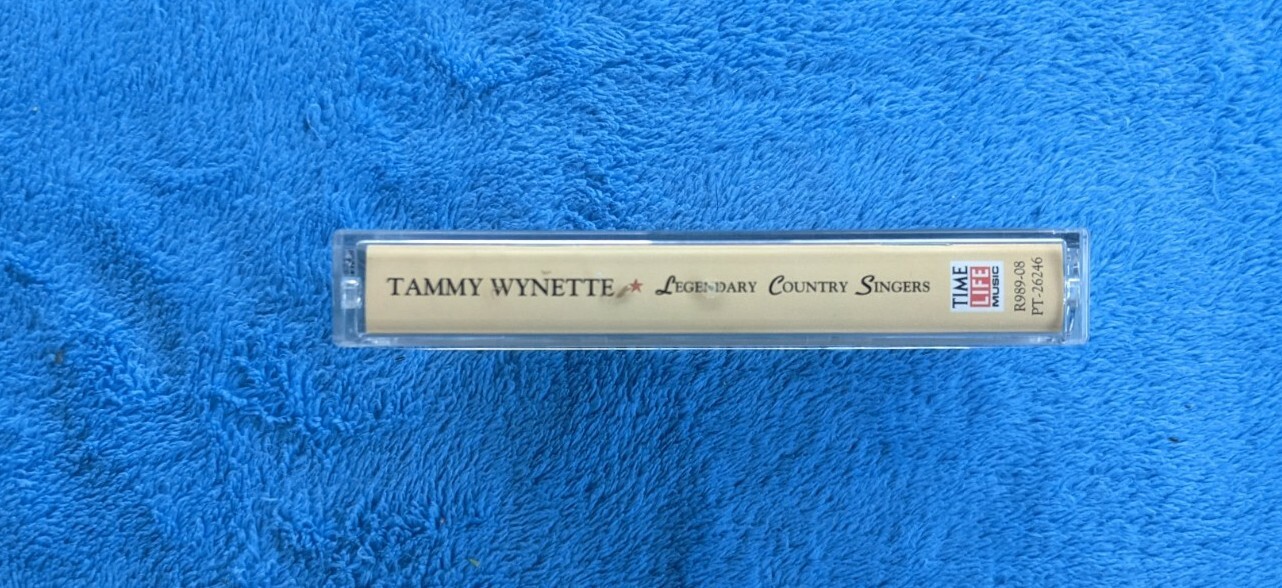 TAMMY WYNETTE ★ LEGENDARY COUNTRY SINGERS
TIME
LIFE
MUSIC
R989-08
PT-26246